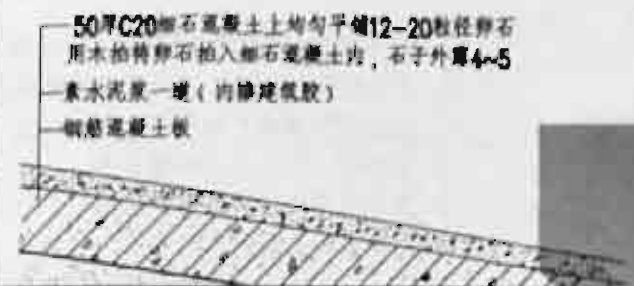 50厚C20细石混凝土上均匀平铺12-20粒径卵石
用木抬将卵石拍入细石混凝土内，石子外露4~5
素水泥浆一道（内掺建筑胶）
钢筋混凝土板